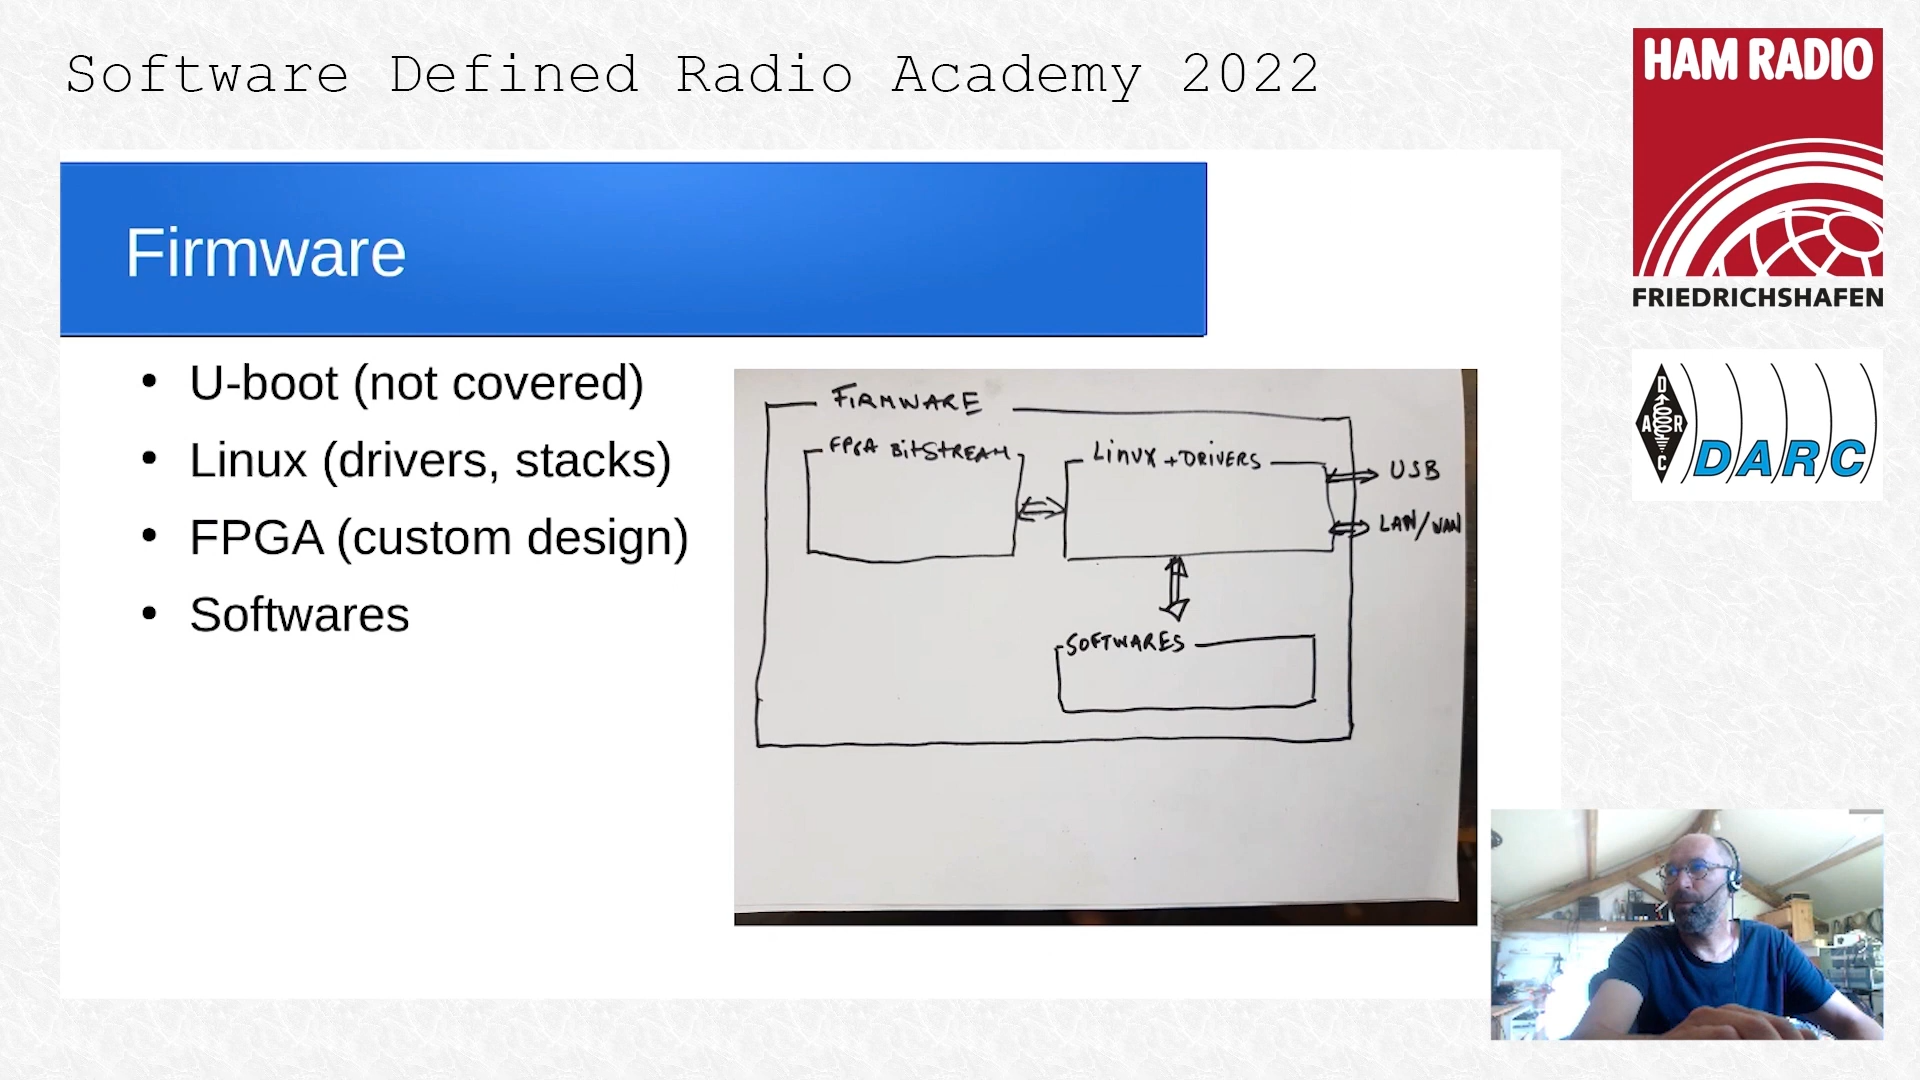 Software Defined Radio Academy 2022
HAM RADIO
FRIEDRICHSHAFEN
DARC
DARC
Firmware
• U-boot (not covered)
• Linux (drivers, stacks)
• FPGA (custom design)
• Softwares
FIRMWARE
FPGA BITSTREAM
LINUX + DRIVERS
USB
LAN/WAN
SOFTWARES